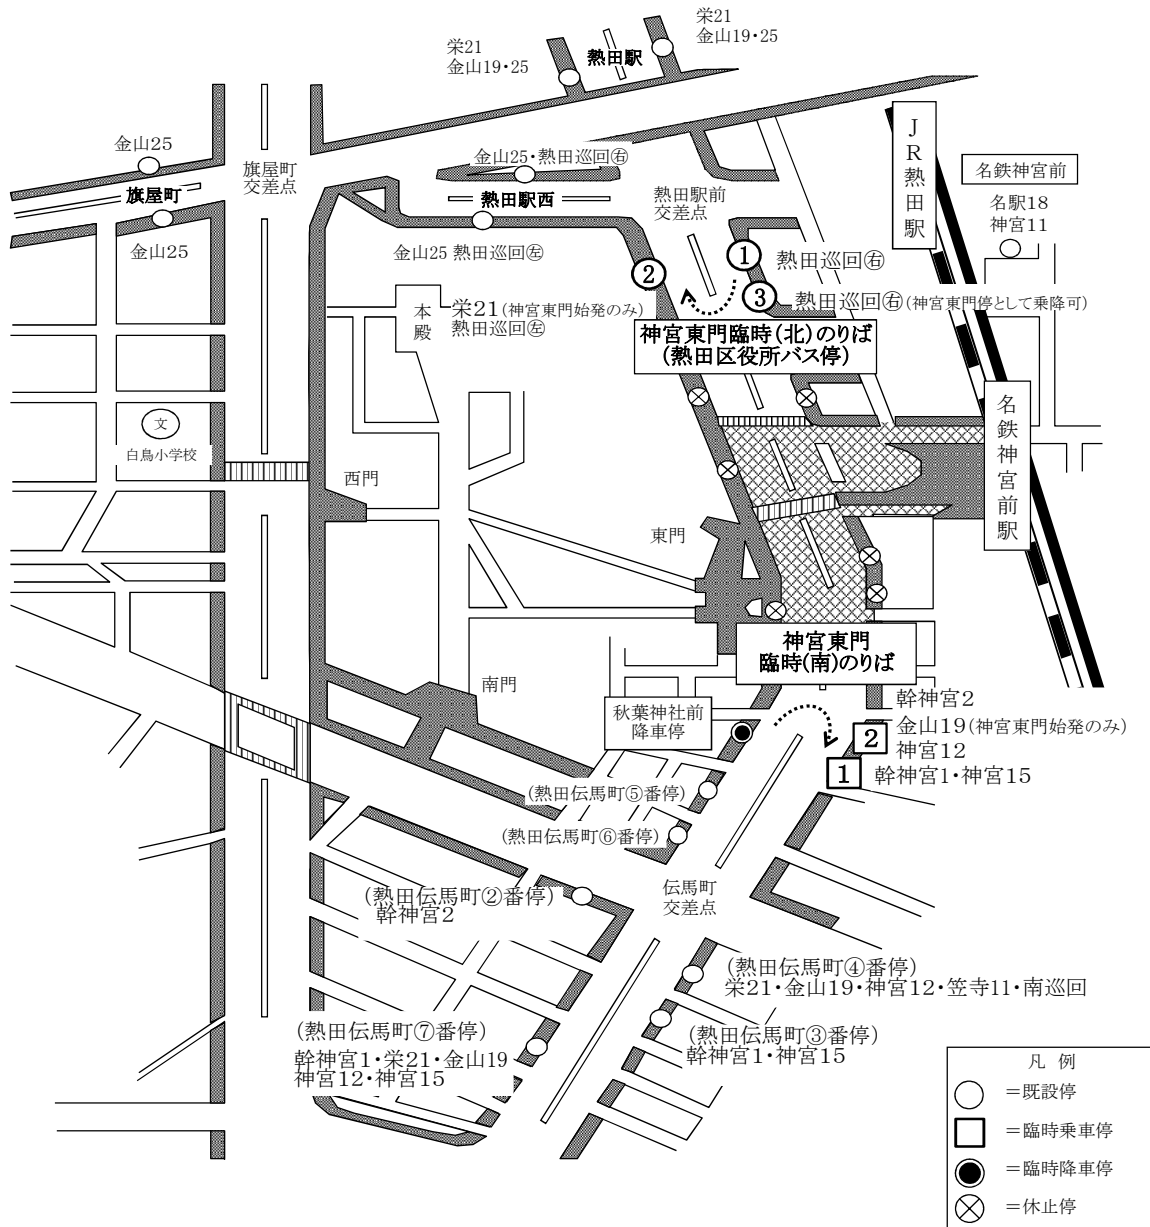 栄21
金山19・25
栄21
金山19・25
熱田駅
金山25
旗屋町
交差点
金山25・熱田巡回㊨
旗屋町
金山25
熱田駅西
金山25 熱田巡回㊧
熱田駅前
交差点
JR熱田駅
名鉄神宮前
名駅18
神宮11
①
熱田巡回㊨
②
③
熱田巡回㊨(神宮東門停として乗降可)
本殿
栄21(神宮東門始発のみ)
熱田巡回㊧
神宮東門臨時(北)のりば
(熱田区役所バス停)
名鉄神宮前駅
文
白鳥小学校
西門
東門
神宮東門
臨時(南)のりば
南門
秋葉神社前
降車停
幹神宮2
2
金山19(神宮東門始発のみ)
神宮12
1
幹神宮1・神宮15
(熱田伝馬町⑤番停)
(熱田伝馬町⑥番停)
(熱田伝馬町②番停)
幹神宮2
伝馬町
交差点
(熱田伝馬町④番停)
栄21・金山19・神宮12・笠寺11・南巡回
(熱田伝馬町③番停)
幹神宮1・神宮15
(熱田伝馬町⑦番停)
幹神宮1・栄21・金山19
神宮12・神宮15
凡 例
=既設停
=臨時乗車停
=臨時降車停
=休止停